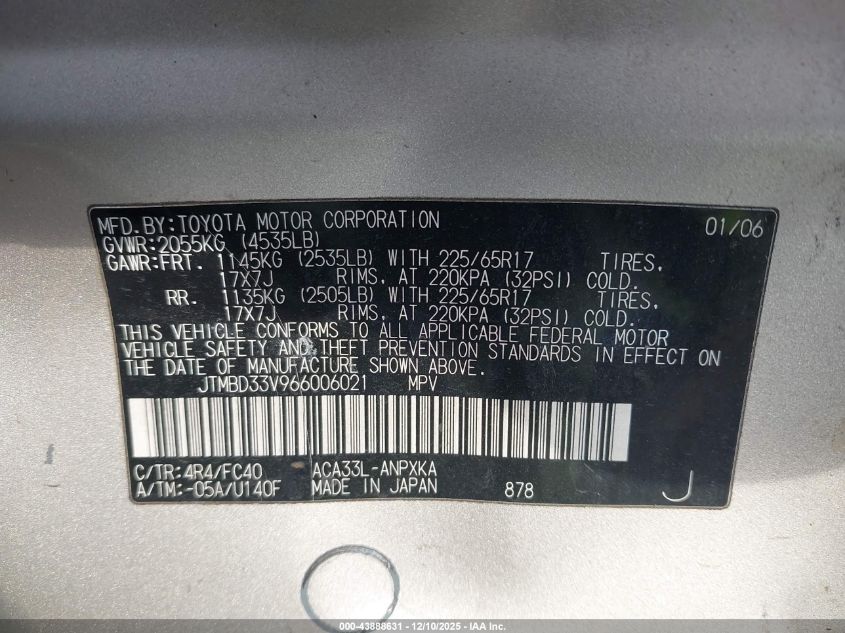 MFD.BY:TOYOTA MOTOR CORPORATION 01/06
GVWR:2055KG (4535LB)
GAWR:FRT. 1145KG (2535LB) WITH 225/65R17 TIRES,
17X7J RIMS, AT 220KPA (32PSI) COLD.
RR. 1135KG (2505LB) WITH 225/65R17 TIRES,
17X7J RIMS, AT 220KPA (32PSI) COLD.
THIS VEHICLE CONFORMS TO ALL APPLICABLE FEDERAL MOTOR
VEHICLE SAFETY AND THEFT PREVENTION STANDARDS IN EFFECT ON
THE DATE OF MANUFACTURE SHOWN ABOVE.
JTMBD33V966006021 MPV
C/TR:4R4/FC40 ACA33L-ANPXKA
A/TM:-05A/U140F MADE IN JAPAN 878 J
000-43888631 - 12/10/2025 - IAA Inc.